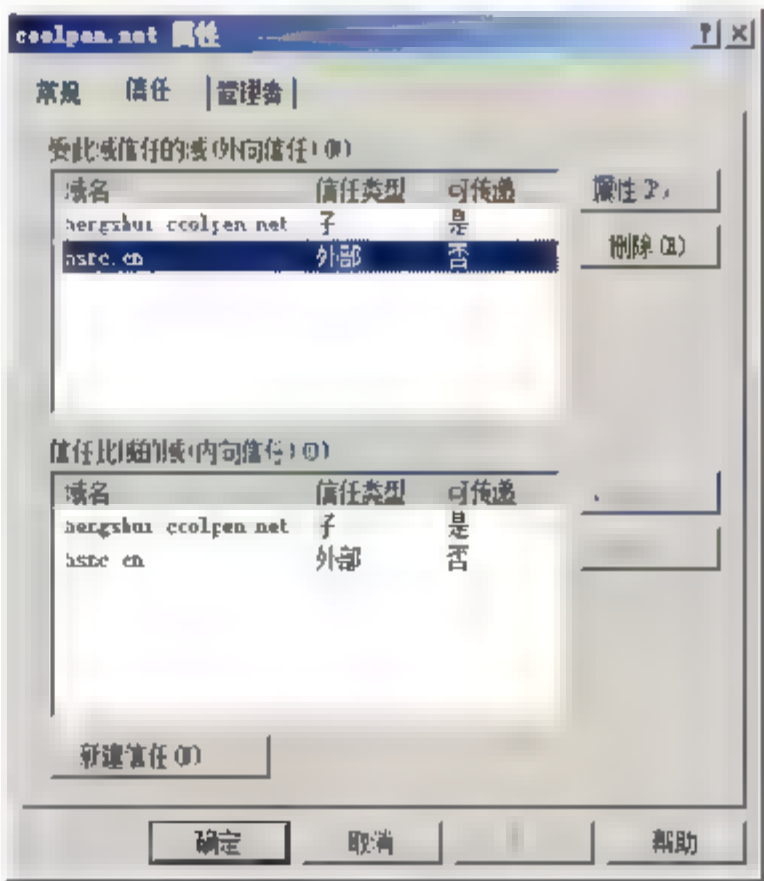 coolpen.net 属性
常规 信任 管理者
受此域信任的域(外向信任)(N)
域名 信任类型 可传递
hengshui.coolpen.net 子 是
外部 否
属性(P)
删除(R)
信任此域的域(内向信任)(I)
域名 信任类型 可传递
hengshui.coolpen.net 子 是
外部 否
新建信任(W)
确定 取消 帮助